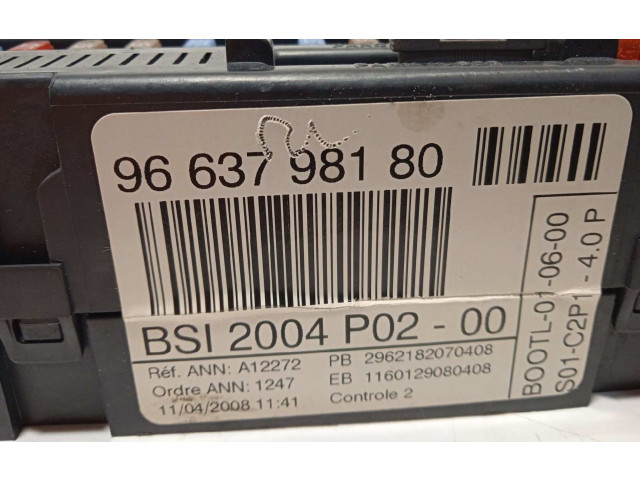 96 637 981 80
BSI 2004 P02 - 00
Réf. ANN: A12272
Ordre ANN: 1247
11/04/2008 11:41
PB 2962182070408
EB 1160129080408
Controle 2
BOOTL-01-06-00
S01-C2P1 - 4.0 P